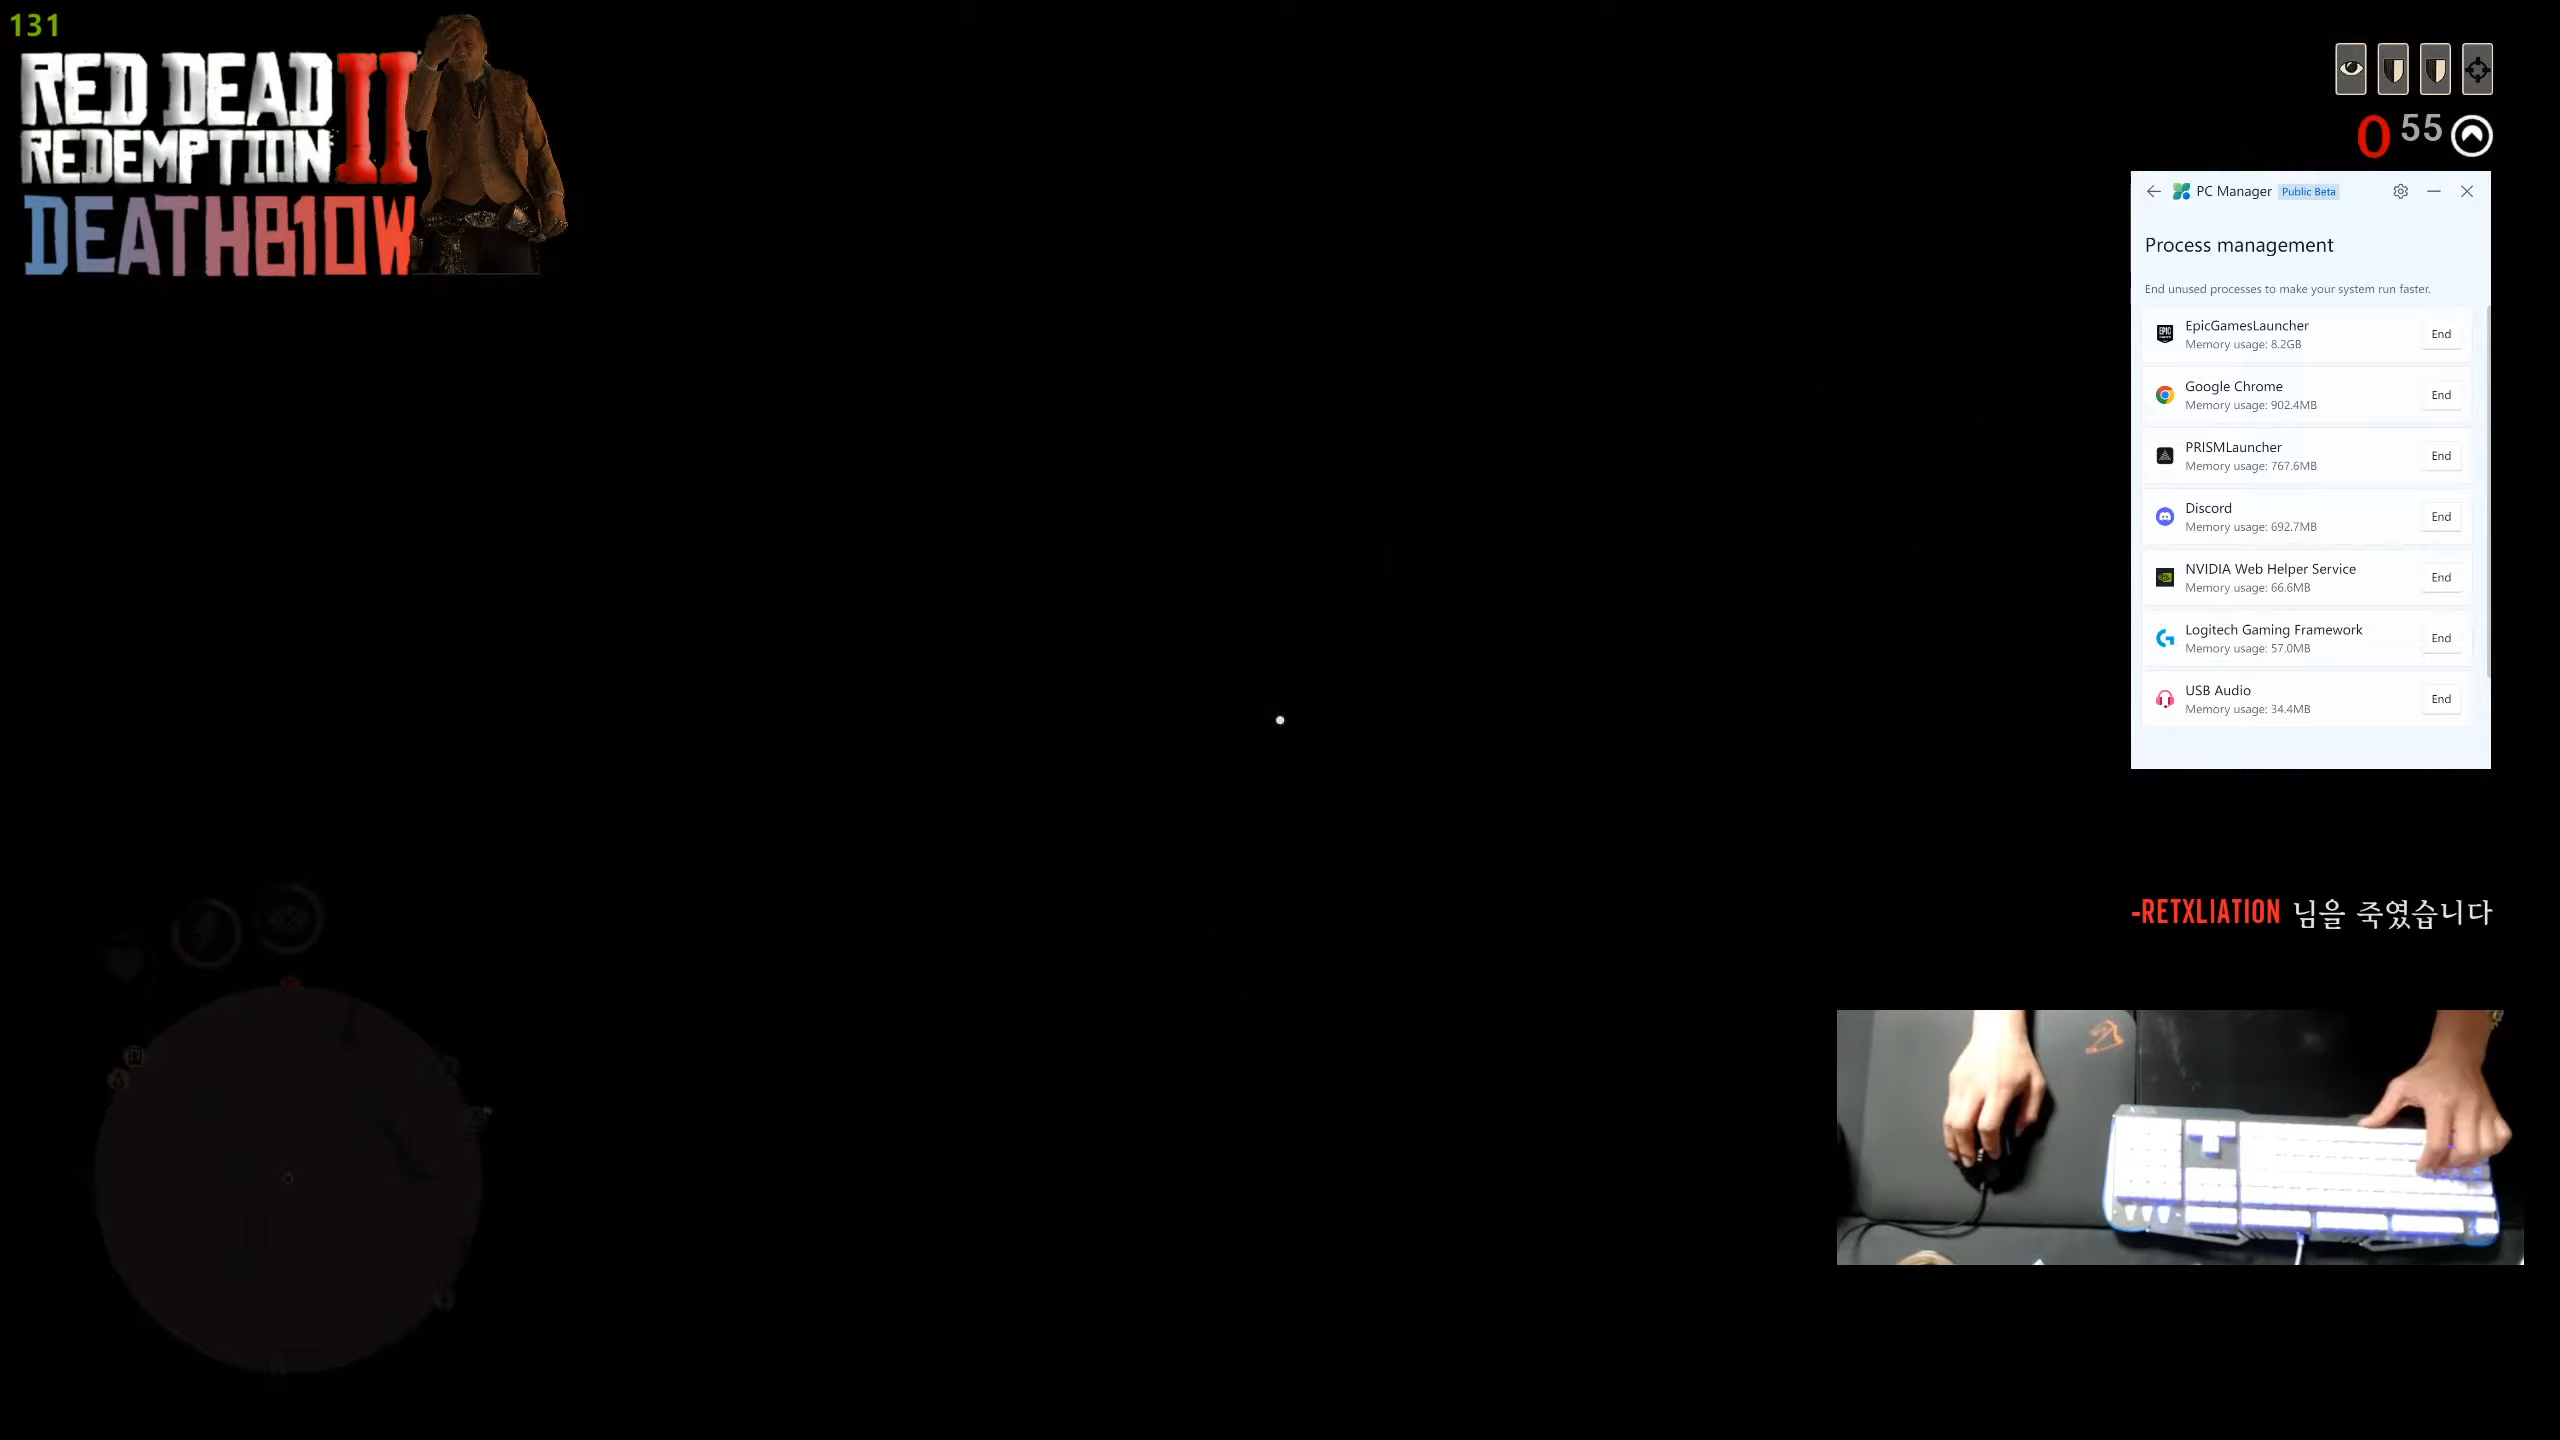 131
RED DEAD
REDEMPTION II
DEATHB10W
0 55
PC Manager Public Beta
Process management
End unused processes to make your system run faster.
EpicGamesLauncher
Memory usage: 8.2GB
End
Google Chrome
Memory usage: 902.4MB
End
PRISMLauncher
Memory usage: 767.6MB
End
Discord
Memory usage: 692.7MB
End
NVIDIA Web Helper Service
Memory usage: 66.6MB
End
Logitech Gaming Framework
Memory usage: 57.0MB
End
USB Audio
Memory usage: 34.4MB
End
-RETXLIATION 님을 죽였습니다